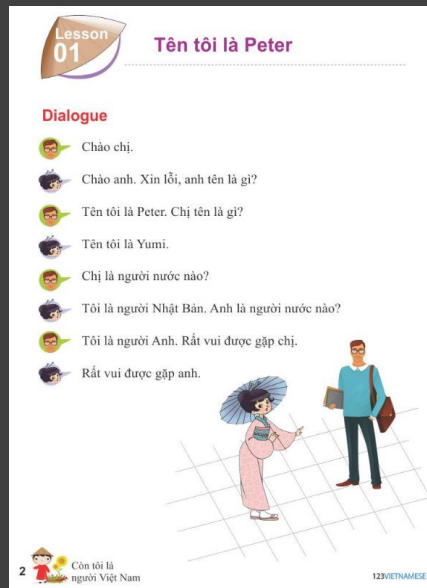 Lesson
01
Tên tôi là Peter
Dialogue
Chào chị.
Chào anh. Xin lỗi, anh tên là gì?
Tên tôi là Peter. Chị tên là gì?
Tên tôi là Yumi.
Chị là người nước nào?
Tôi là người Nhật Bản. Anh là người nước nào?
Tôi là người Anh. Rất vui được gặp chị.
Rất vui được gặp anh.
2
Còn tôi là
người Việt Nam
123VIETNAMESE